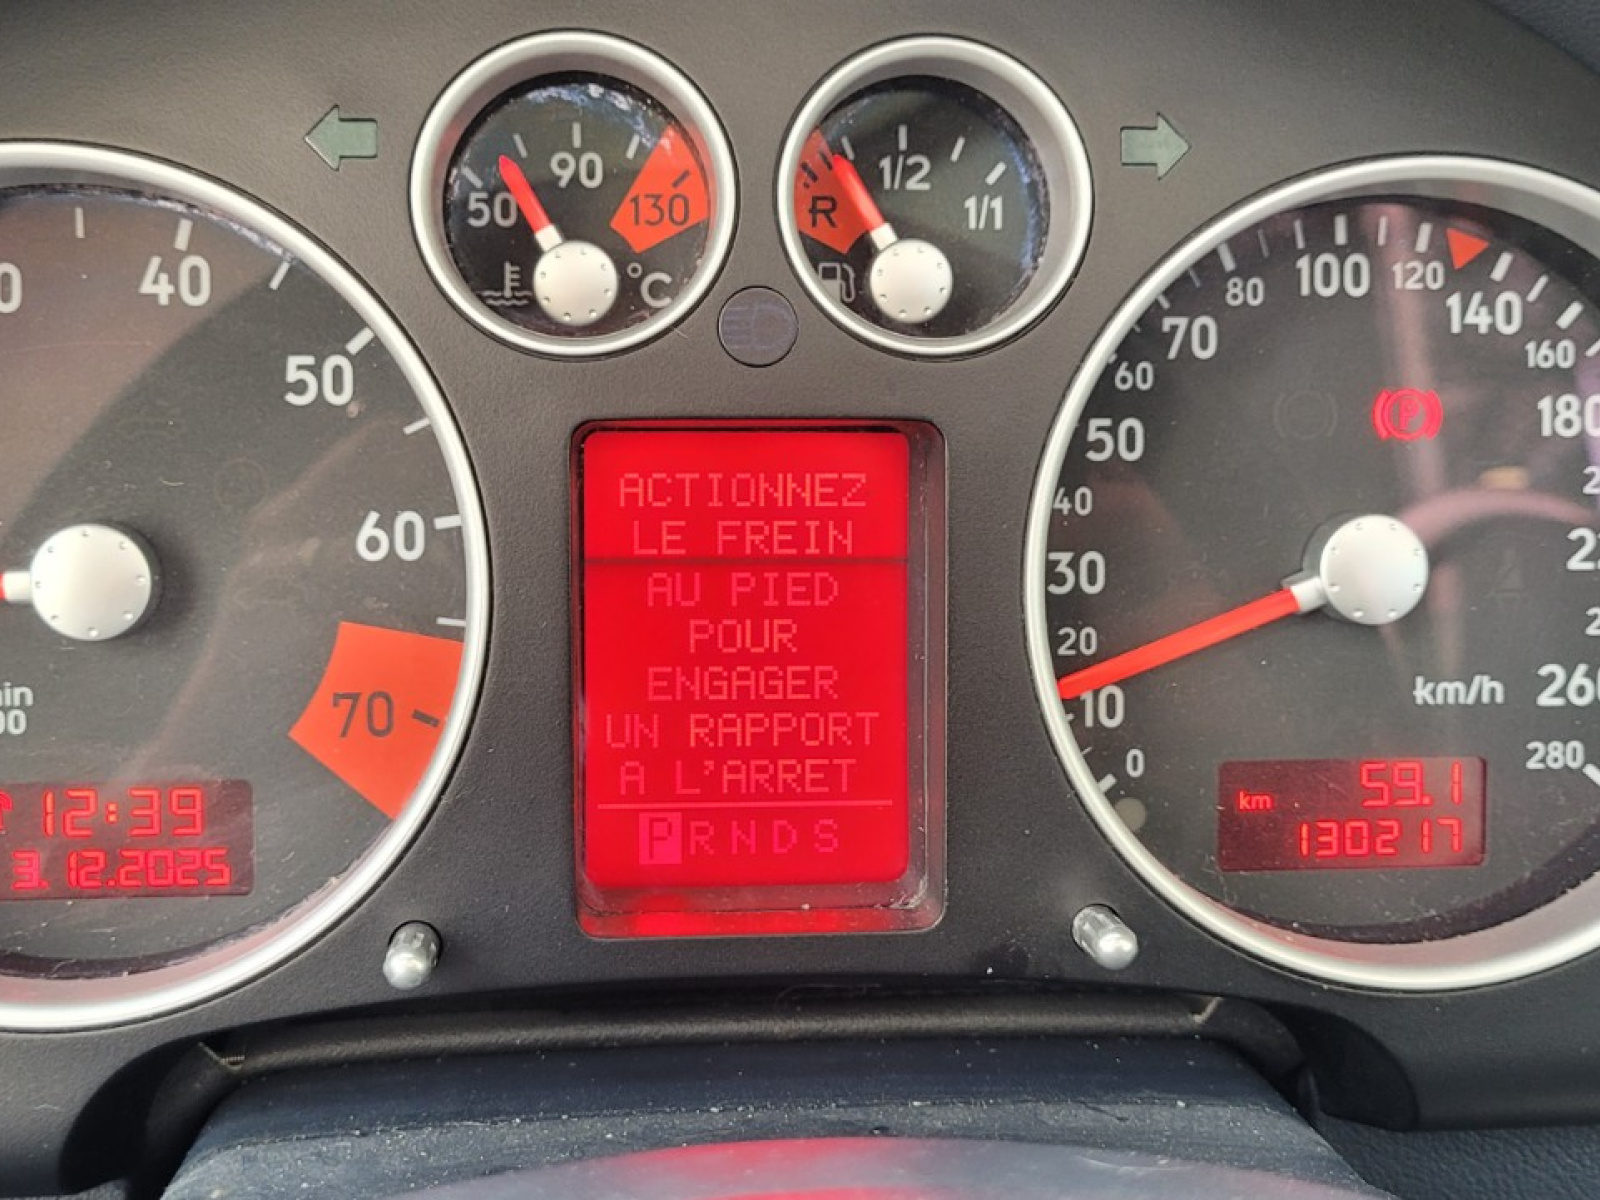 50
90
130
°C
R
1/2
1/1
40
50
60
70
12:39
3.12.2025
ACTIONNEZ
LE FREIN
AU PIED
POUR
ENGAGER
UN RAPPORT
A L'ARRET
P R N D S
0
10
20
30
40
50
60
70
80
100
120
140
160
180
km/h
260
280
P
km
59.1
130217